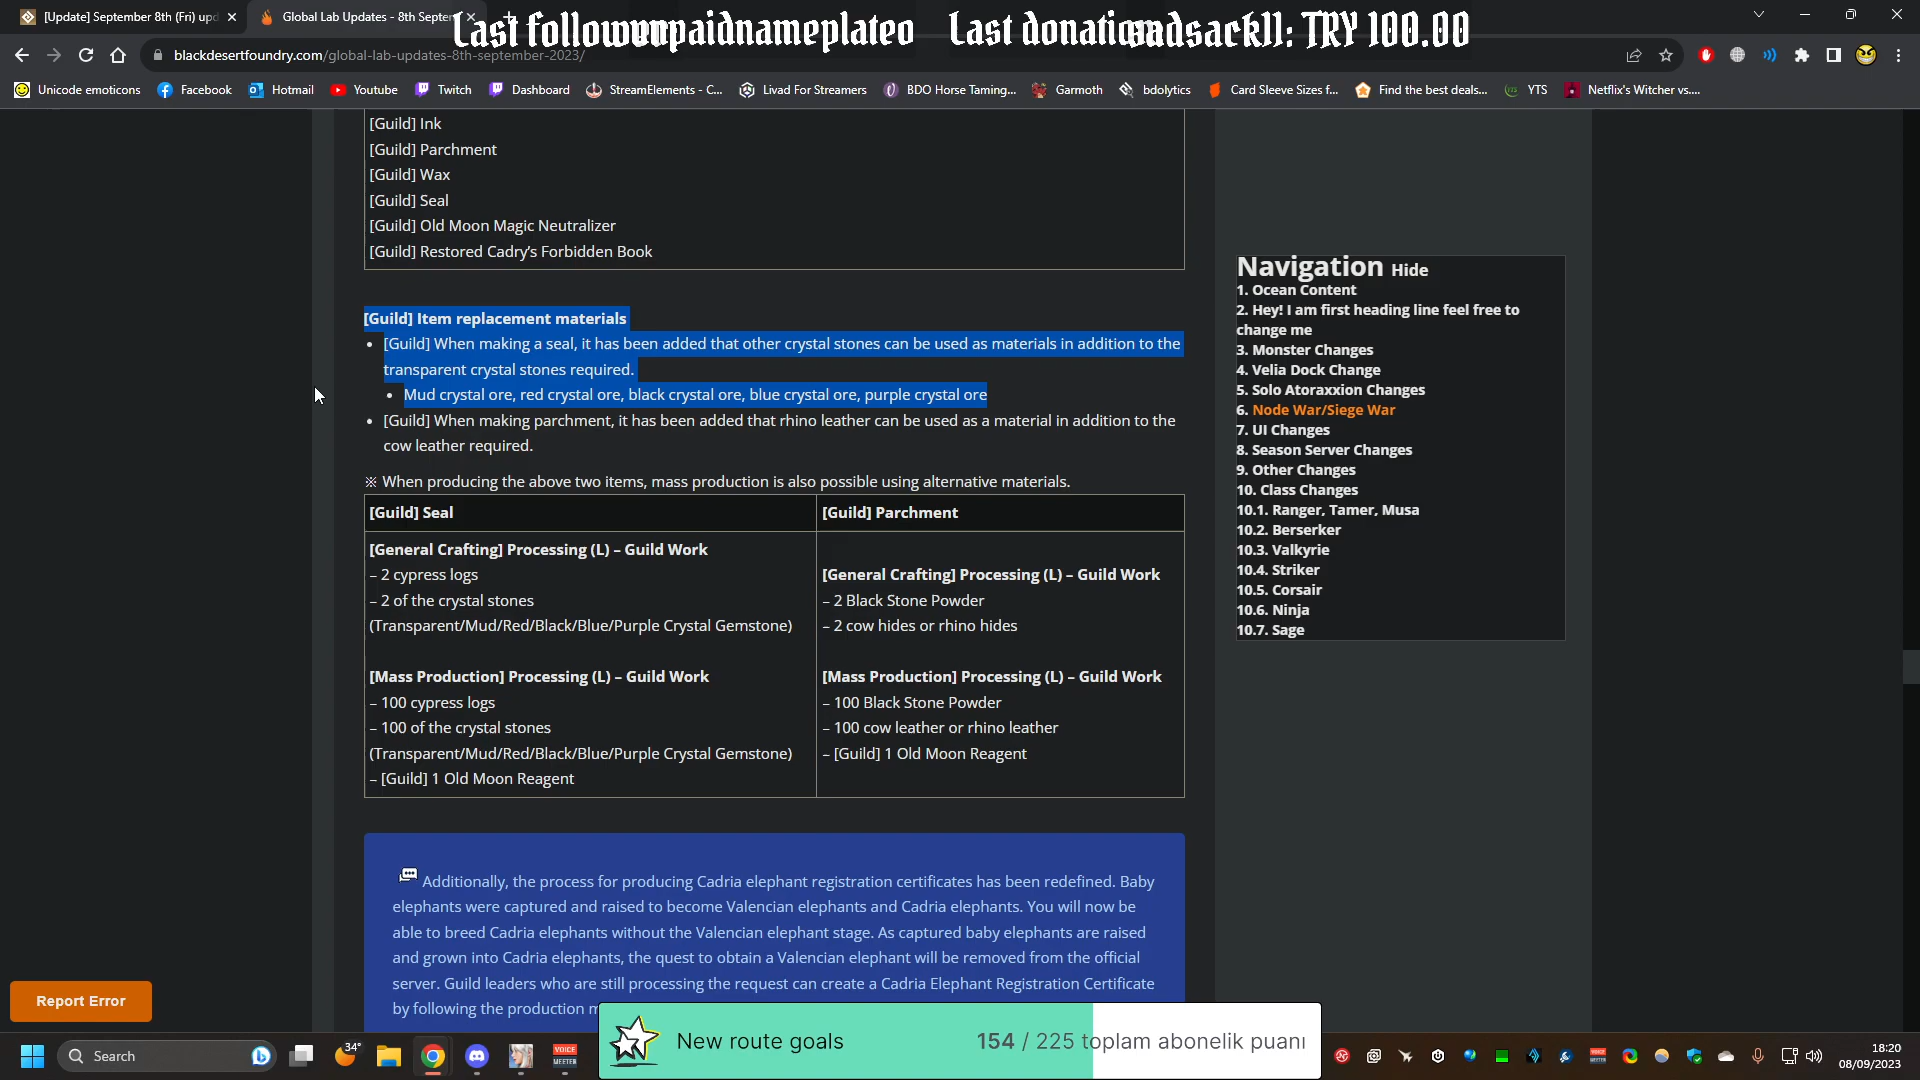 [Update] September 8th (Fri) upd
Global Lab Updates - 8th Septem
Last follower
unpaidnameplateo
Last donation
sadsackll: TRY 100.00
blackdesertfoundry.com/global-lab-updates-8th-september-2023/
Unicode emoticons
Facebook
Hotmail
Youtube
Twitch
Dashboard
StreamElements - C...
Livad For Streamers
BDO Horse Taming...
Garmoth
bdolytics
Card Sleeve Sizes f...
Find the best deals...
YTS
Netflix's Witcher vs....
[Guild] Ink
[Guild] Parchment
[Guild] Wax
[Guild] Seal
[Guild] Old Moon Magic Neutralizer
[Guild] Restored Cadry's Forbidden Book
[Guild] Item replacement materials
• [Guild] When making a seal, it has been added that other crystal stones can be used as materials in addition to the
transparent crystal stones required.
• Mud crystal ore, red crystal ore, black crystal ore, blue crystal ore, purple crystal ore
• [Guild] When making parchment, it has been added that rhino leather can be used as a material in addition to the
cow leather required.
※ When producing the above two items, mass production is also possible using alternative materials.
[Guild] Seal
[General Crafting] Processing (L) – Guild Work
– 2 cypress logs
– 2 of the crystal stones
(Transparent/Mud/Red/Black/Blue/Purple Crystal Gemstone)
[Mass Production] Processing (L) – Guild Work
– 100 cypress logs
– 100 of the crystal stones
(Transparent/Mud/Red/Black/Blue/Purple Crystal Gemstone)
– [Guild] 1 Old Moon Reagent
[Guild] Parchment
[General Crafting] Processing (L) – Guild Work
– 2 Black Stone Powder
– 2 cow hides or rhino hides
[Mass Production] Processing (L) – Guild Work
– 100 Black Stone Powder
– 100 cow leather or rhino leather
– [Guild] 1 Old Moon Reagent
Additionally, the process for producing Cadria elephant registration certificates has been redefined. Baby
elephants were captured and raised to become Valencian elephants and Cadria elephants. You will now be
able to breed Cadria elephants without the Valencian elephant stage. As captured baby elephants are raised
and grown into Cadria elephants, the quest to obtain a Valencian elephant will be removed from the official
server. Guild leaders who are still processing the request can create a Cadria Elephant Registration Certificate
by following the production m
Navigation Hide
1. Ocean Content
2. Hey! I am first heading line feel free to
change me
3. Monster Changes
4. Velia Dock Change
5. Solo Atoraxxion Changes
6. Node War/Siege War
7. UI Changes
8. Season Server Changes
9. Other Changes
10. Class Changes
10.1. Ranger, Tamer, Musa
10.2. Berserker
10.3. Valkyrie
10.4. Striker
10.5. Corsair
10.6. Ninja
10.7. Sage
Report Error
New route goals
154 / 225 toplam abonelik puanı
Search
34°
VOICE
MEETER
18:20
08/09/2023